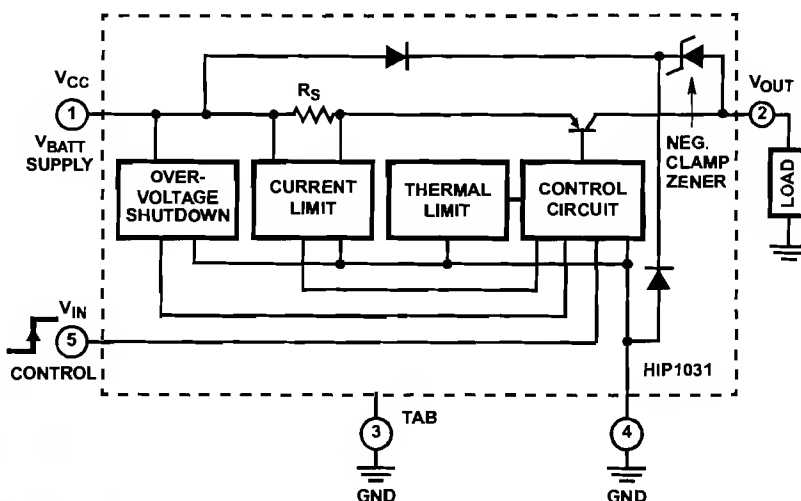 VCC
1
VBATT
SUPPLY
RS
VOUT
2
NEG.
CLAMP
ZENER
LOAD
OVER-
VOLTAGE
SHUTDOWN
CURRENT
LIMIT
THERMAL
LIMIT
CONTROL
CIRCUIT
VIN
5
CONTROL
HIP1031
TAB
3
GND
4
GND